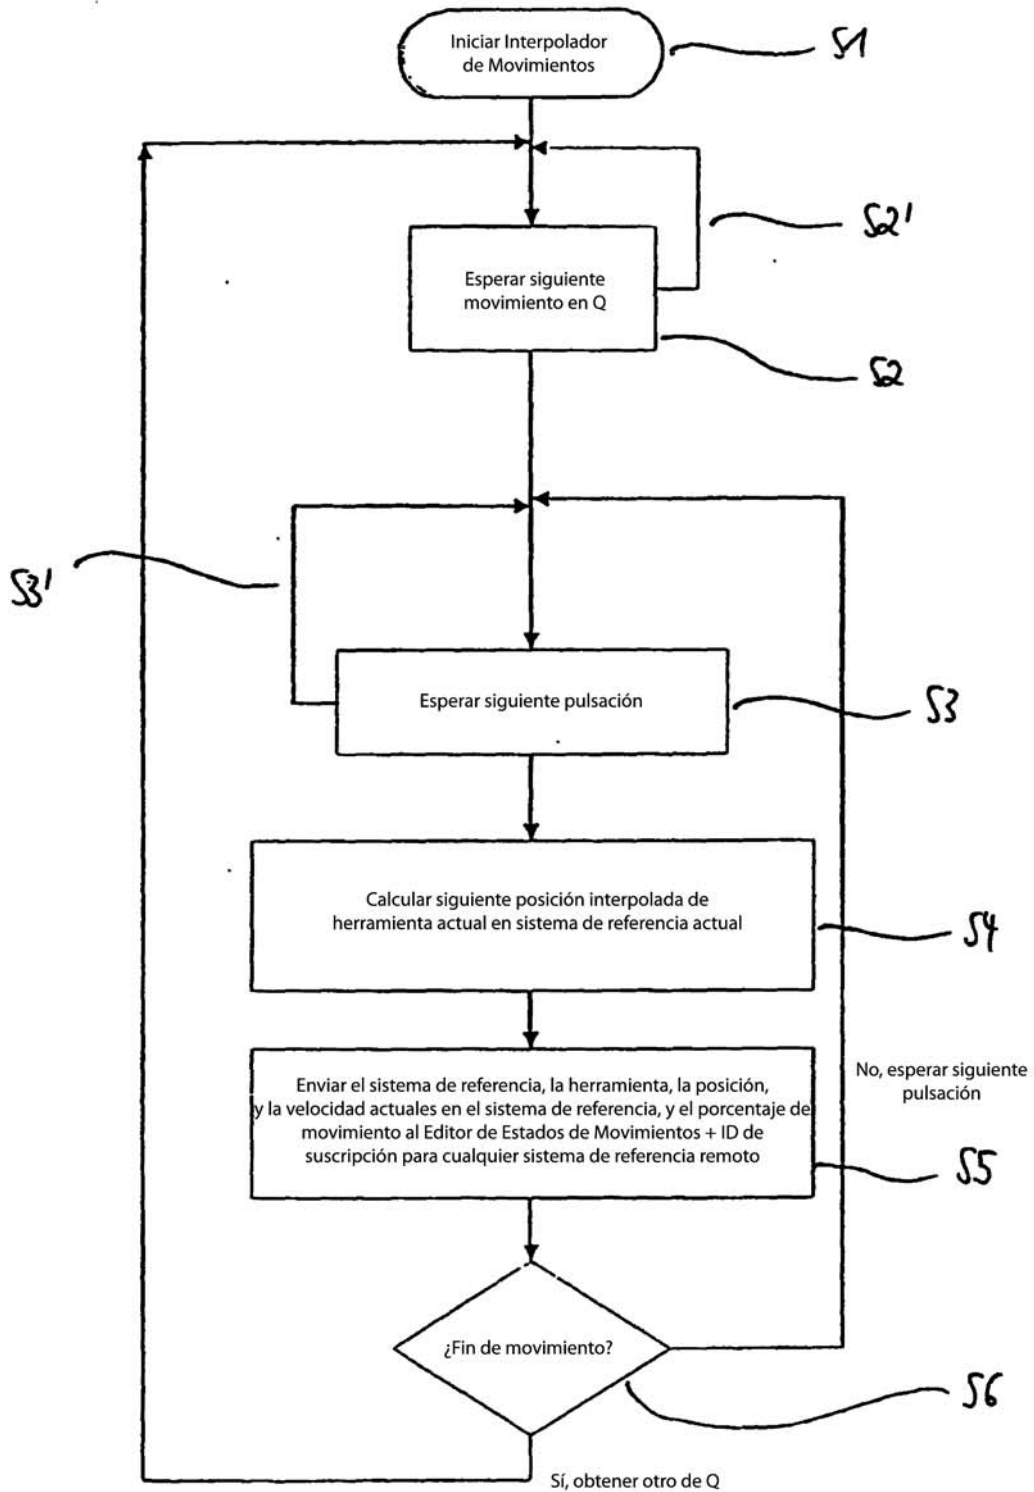 Iniciar Interpolador
de Movimientos
S1
S2'
Esperar siguiente
movimiento en Q
S2
S3'
Esperar siguiente pulsación
S3
Calcular siguiente posición interpolada de
herramienta actual en sistema de referencia actual
S4
No, esperar siguiente
pulsación
Enviar el sistema de referencia, la herramienta, la posición,
y la velocidad actuales en el sistema de referencia, y el porcentaje de
movimiento al Editor de Estados de Movimientos + ID de
suscripción para cualquier sistema de referencia remoto
S5
¿Fin de movimiento?
S6
Sí, obtener otro de Q